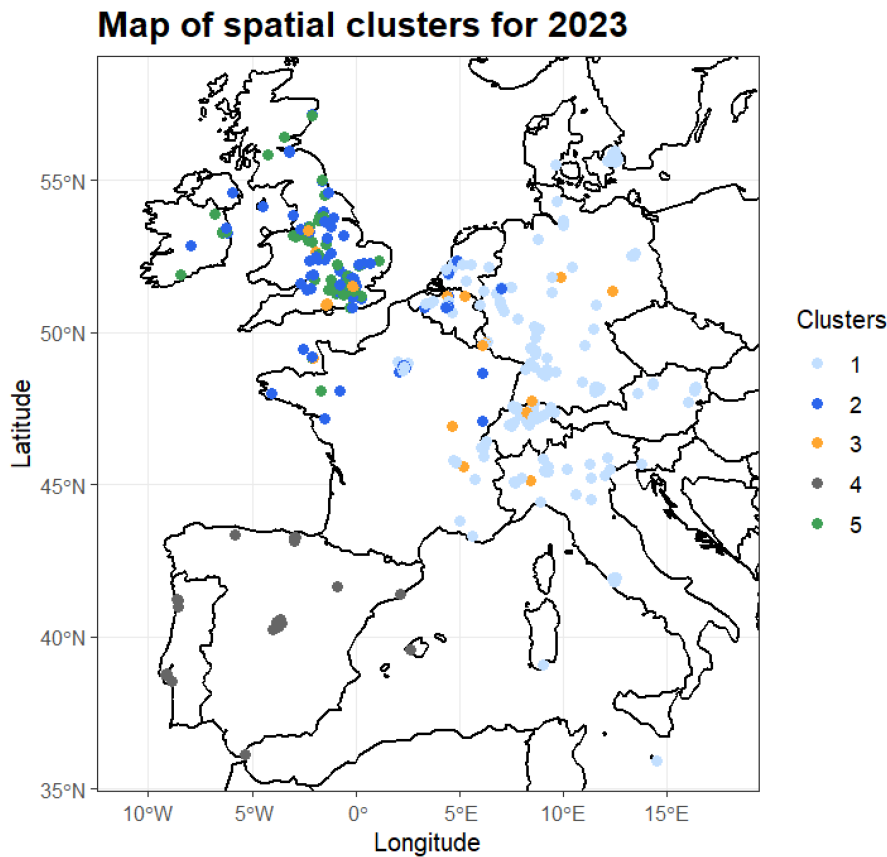 Map of spatial clusters for 2023
55°N
50°N
45°N
40°N
35°N
Latitude
10°W
5°W
0°
5°E
10°E
15°E
Longitude
Clusters
1
2
3
4
5